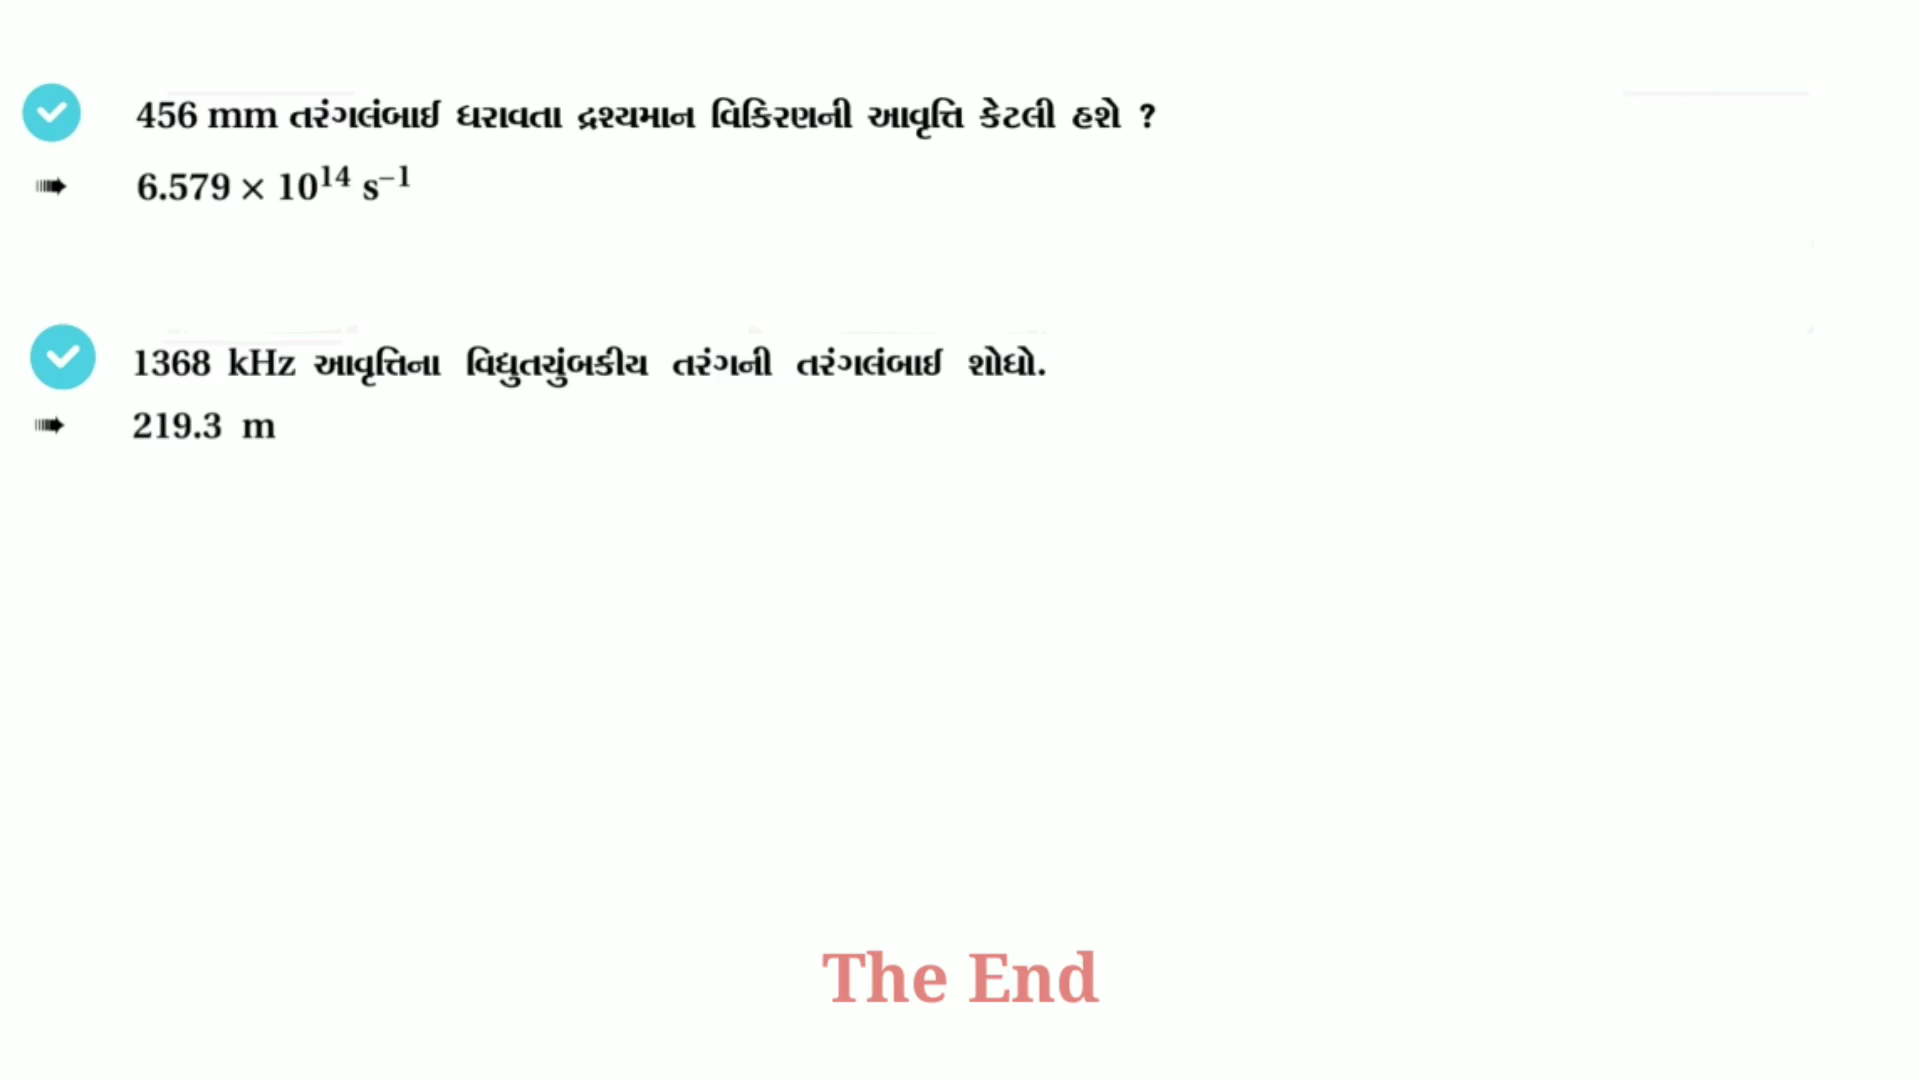 456 mm તરંગલંબાઈ ધરાવતા દ્રશ્યમાન વિકિરણની આવૃત્તિ કેટલી હશે ?
6.579 × 10¹⁴ s⁻¹
1368 kHz આવૃત્તિના વિદ્યુતચુંબકીય તરંગની તરંગલંબાઈ શોધો.
219.3 m
The End